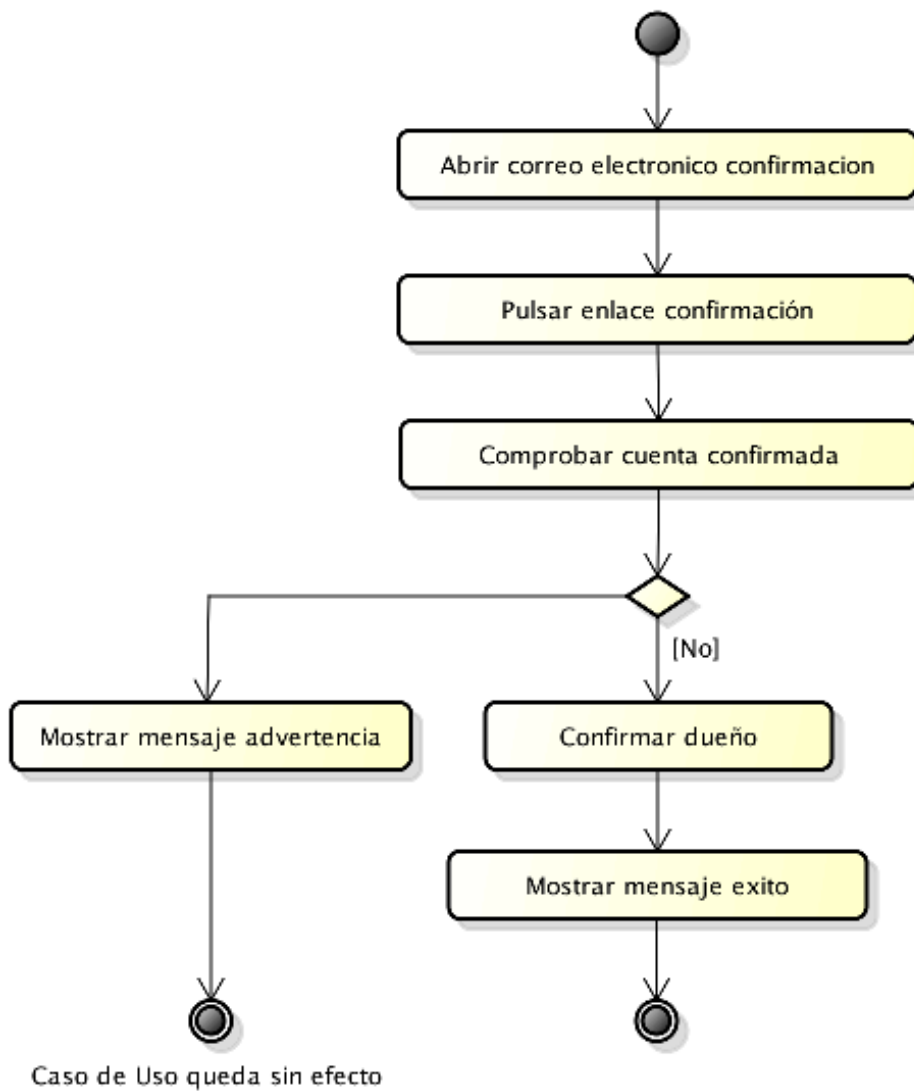 Abrir correo electronico confirmacion
Pulsar enlace confirmación
Comprobar cuenta confirmada
[No]
Mostrar mensaje advertencia
Confirmar dueño
Mostrar mensaje exito
Caso de Uso queda sin efecto